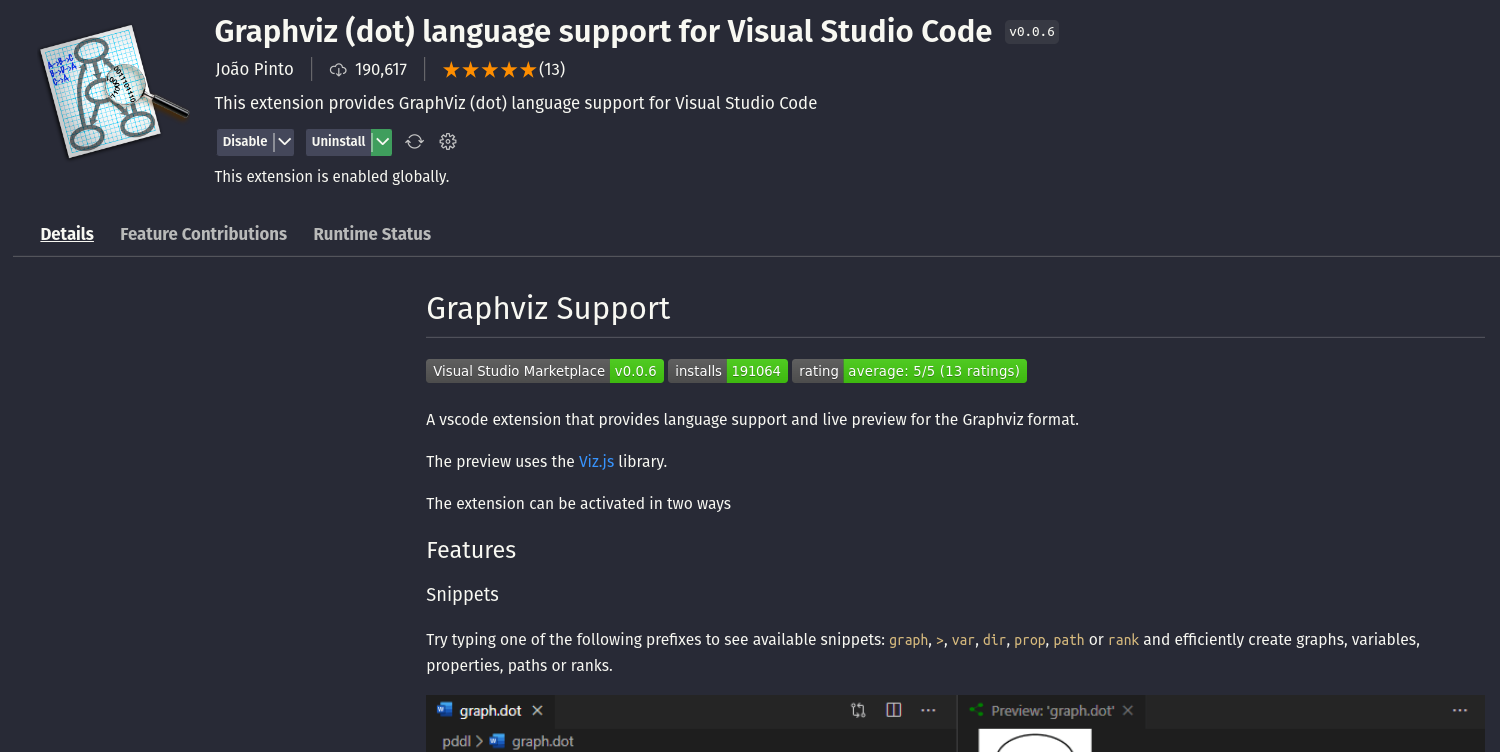 Graphviz (dot) language support for Visual Studio Code v0.0.6
João Pinto 190,617 (13)
This extension provides GraphViz (dot) language support for Visual Studio Code
Disable Uninstall
This extension is enabled globally.
Details Feature Contributions Runtime Status
Graphviz Support
Visual Studio Marketplace v0.0.6 installs 191064 rating average: 5/5 (13 ratings)
A vscode extension that provides language support and live preview for the Graphviz format.
The preview uses the Viz.js library.
The extension can be activated in two ways
Features
Snippets
Try typing one of the following prefixes to see available snippets: graph, >, var, dir, prop, path or rank and efficiently create graphs, variables,
properties, paths or ranks.
graph.dot Preview: 'graph.dot'
pddl > graph.dot